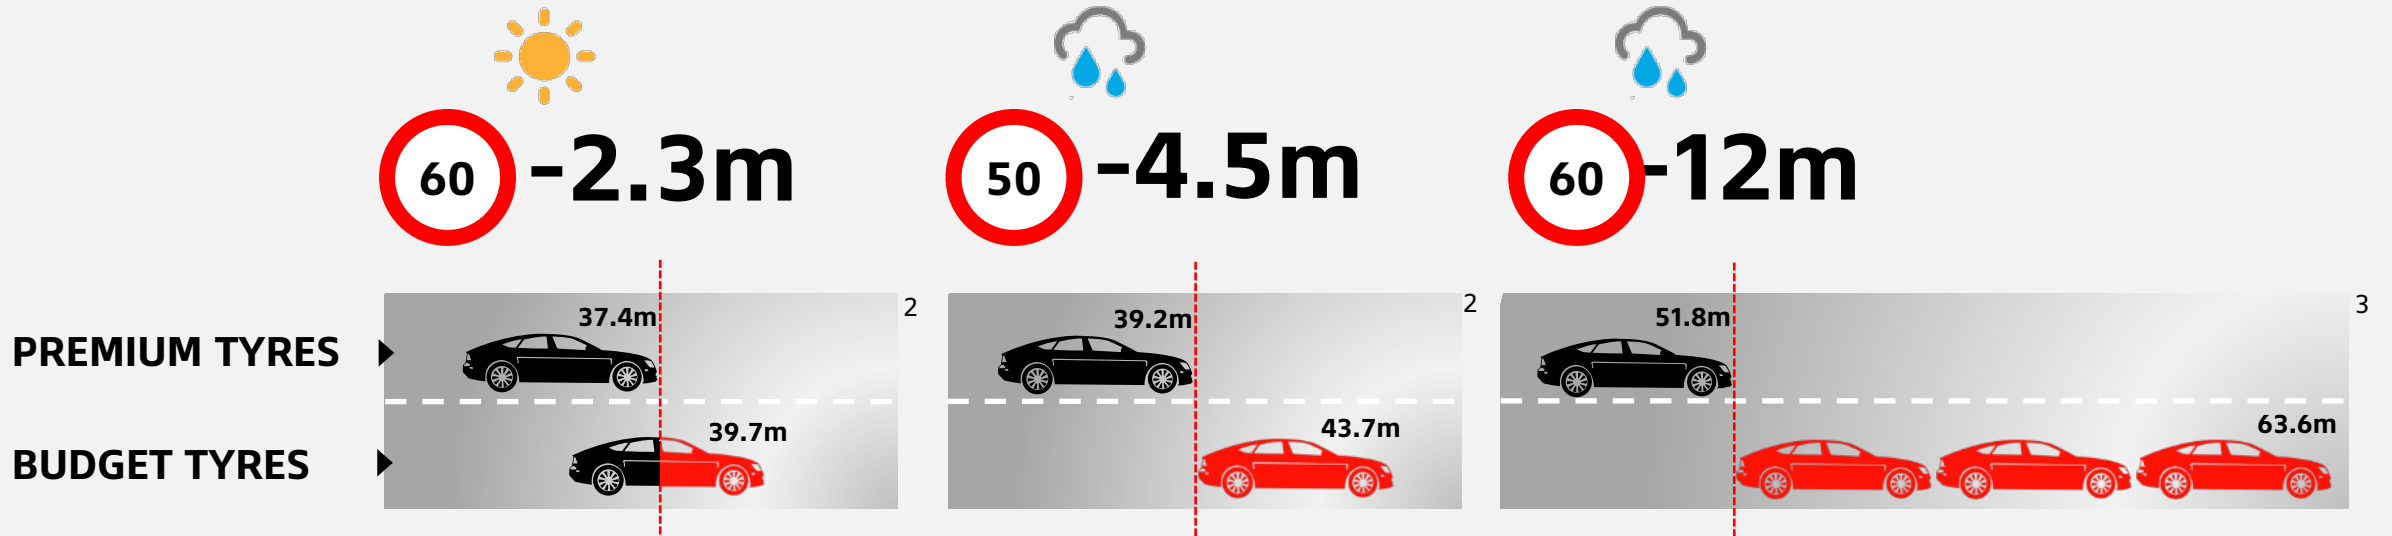 60 -2.3m
50 -4.5m
60 -12m
PREMIUM TYRES
37.4m
2
39.2m
2
51.8m
3
BUDGET TYRES
39.7m
43.7m
63.6m